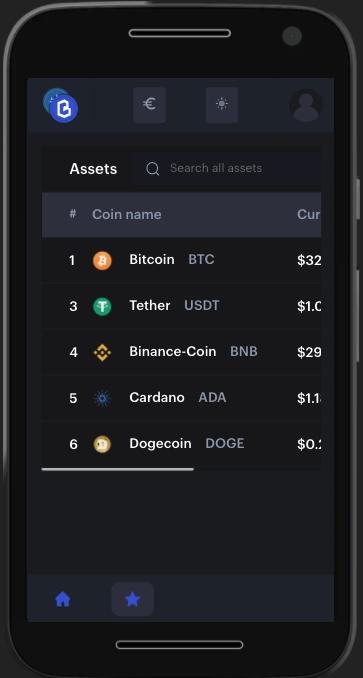 €
Assets Search all assets
# Coin name Cur
1 Bitcoin BTC $32
3 Tether USDT $1.0
4 Binance-Coin BNB $29
5 Cardano ADA $1.1
6 Dogecoin DOGE $0.2